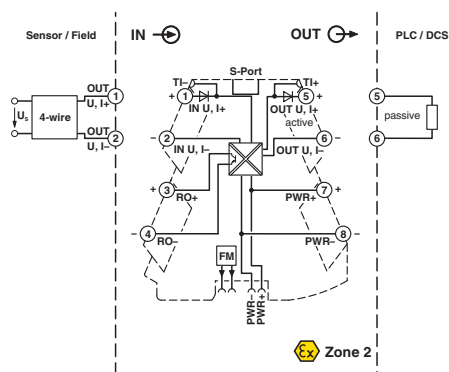 Sensor / Field
IN
OUT
PLC / DCS
S-Port
TI–
TI+
OUT
U, I+
1
+ 1
IN U, I+
5 +
OUT U, I+
active
5
Us
4-wire
passive
OUT
U, I–
2
– 2
IN U, I–
6 –
OUT U, I–
6
+ 3
RO+
7 +
PWR+
– 4
RO–
8 –
PWR–
FM
PWR–
PWR+
Ex
Zone 2